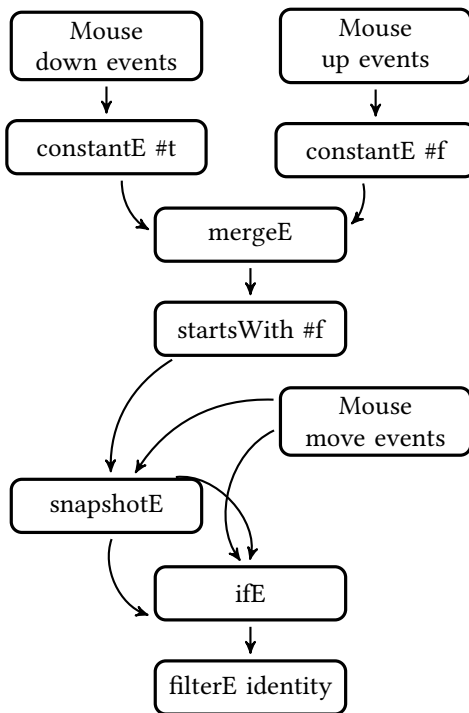 Mouse
down events
Mouse
up events
constantE #t
constantE #f
mergeE
startsWith #f
Mouse
move events
snapshotE
ifE
filterE identity